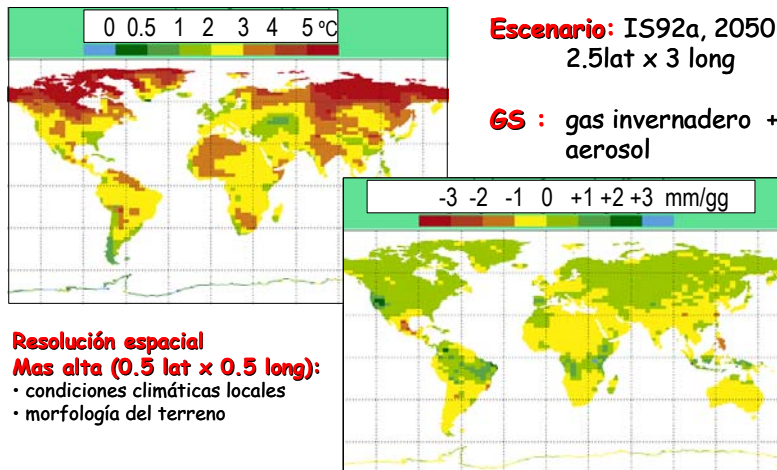 0 0.5 1 2 3 4 5 ºC
Escenario: IS92a, 2050
2.5lat x 3 long
GS : gas invernadero +
aerosol
-3 -2 -1 0 +1 +2 +3 mm/gg
Resolución espacial
Mas alta (0.5 lat x 0.5 long):
• condiciones climáticas locales
• morfología del terreno